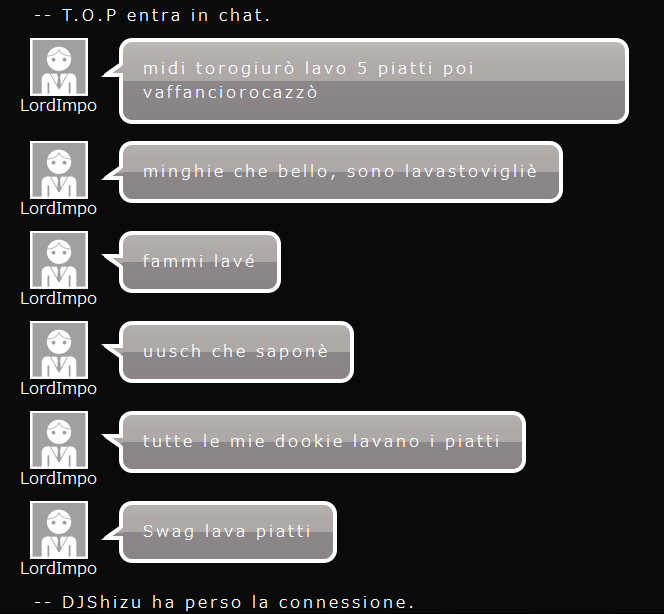 -- T.O.P entra in chat.
midi torogiurò lavo 5 piatti poi
vaffanciorocazzò
LordImpo
minghie che bello, sono lavastovigliè
LordImpo
fammi lavé
LordImpo
uusch che saponè
LordImpo
tutte le mie dookie lavano i piatti
LordImpo
Swag lava piatti
LordImpo
-- DJShizu ha perso la connessione.